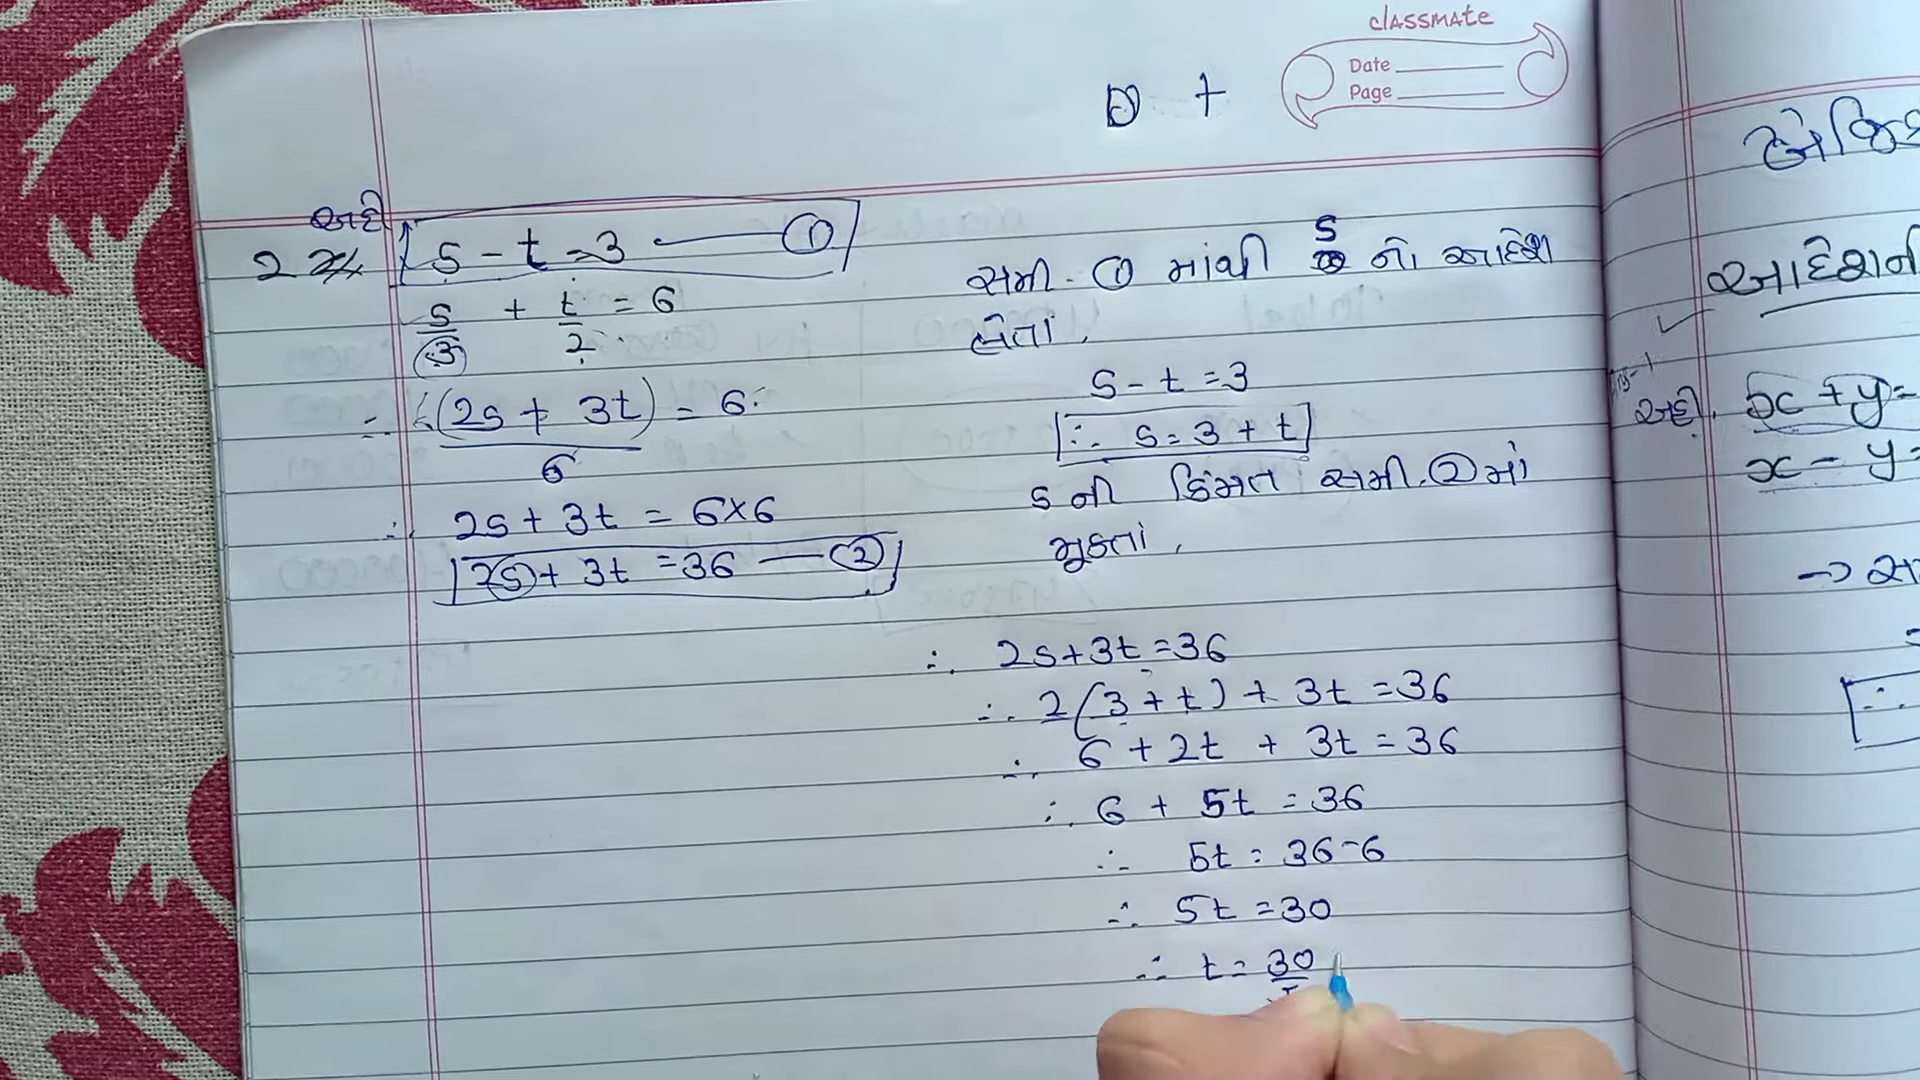 classmate
Date
Page
અહીં
2
s - t = 3 — ①
s/3 + t/2 = 6
∴ (2s + 3t)/6 = 6
∴ 2s + 3t = 6×6
2s + 3t = 36 — ②
સમી. ① માંથી s નો આદેશ
લેતાં,
s - t = 3
∴ s = 3 + t
s ની કિંમત સમી. ② માં
મુકતાં,
∴ 2s + 3t = 36
∴ 2(3 + t) + 3t = 36
∴ 6 + 2t + 3t = 36
∴ 6 + 5t = 36
∴ 5t = 36 - 6
∴ 5t = 30
∴ t = 30/5
આદેશની
અહીં, x + y =
x - y =
∴